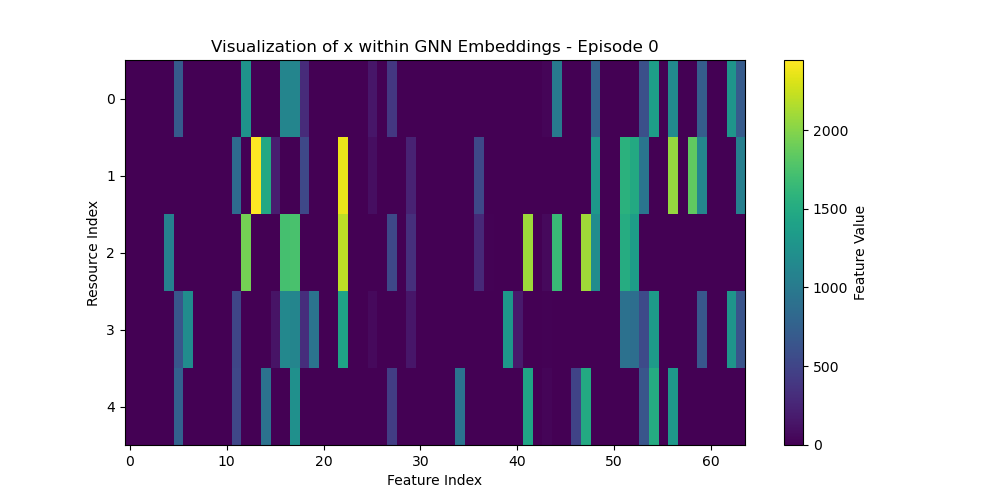 Visualization of x within GNN Embeddings - Episode 0
Resource Index
0
1
2
3
4
0 10 20 30 40 50 60
Feature Index
2000
1500
1000
500
0
Feature Value